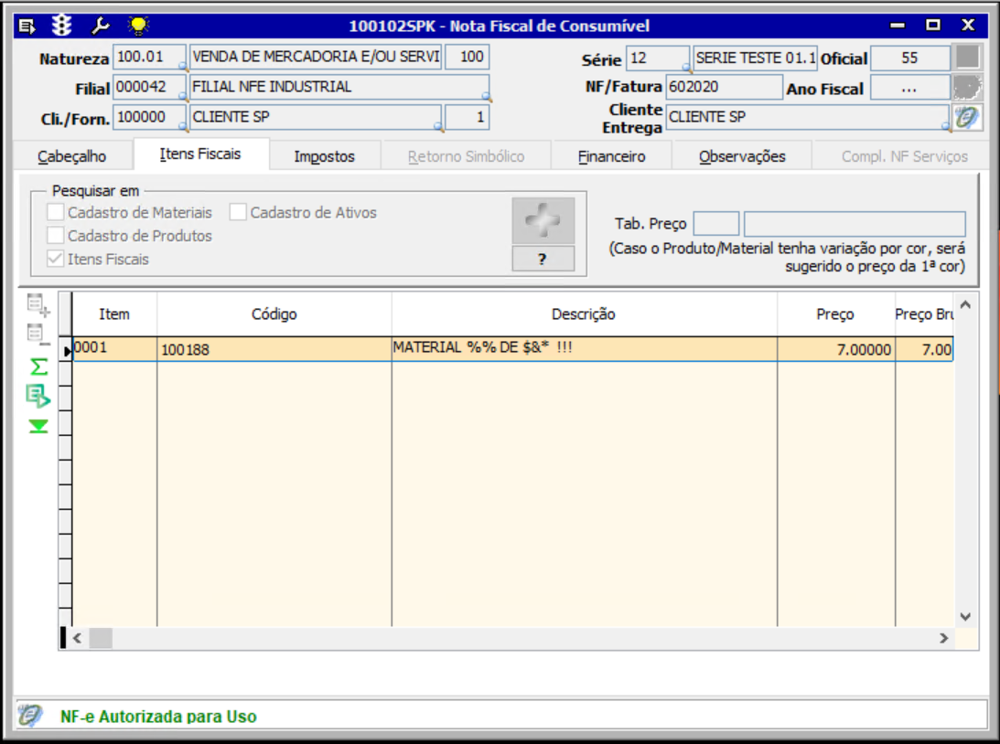 100102SPK - Nota Fiscal de Consumível
Natureza 100.01 VENDA DE MERCADORIA E/OU SERVI 100 Série 12 SERIE TESTE 01.1 Oficial 55
Filial 000042 FILIAL NFE INDUSTRIAL NF/Fatura 602020 Ano Fiscal ...
Cli./Forn. 100000 CLIENTE SP 1 Cliente Entrega CLIENTE SP
Cabeçalho Itens Fiscais Impostos Retorno Simbólico Financeiro Observações Compl. NF Serviços
Pesquisar em
Cadastro de Materiais Cadastro de Ativos
Cadastro de Produtos
Itens Fiscais
?
Tab. Preço
(Caso o Produto/Material tenha variação por cor, será
sugerido o preço da 1ª cor)
Item Código Descrição Preço Preço Bru
0001 100188 MATERIAL %% DE $&* !!! 7.00000 7.00
NF-e Autorizada para Uso